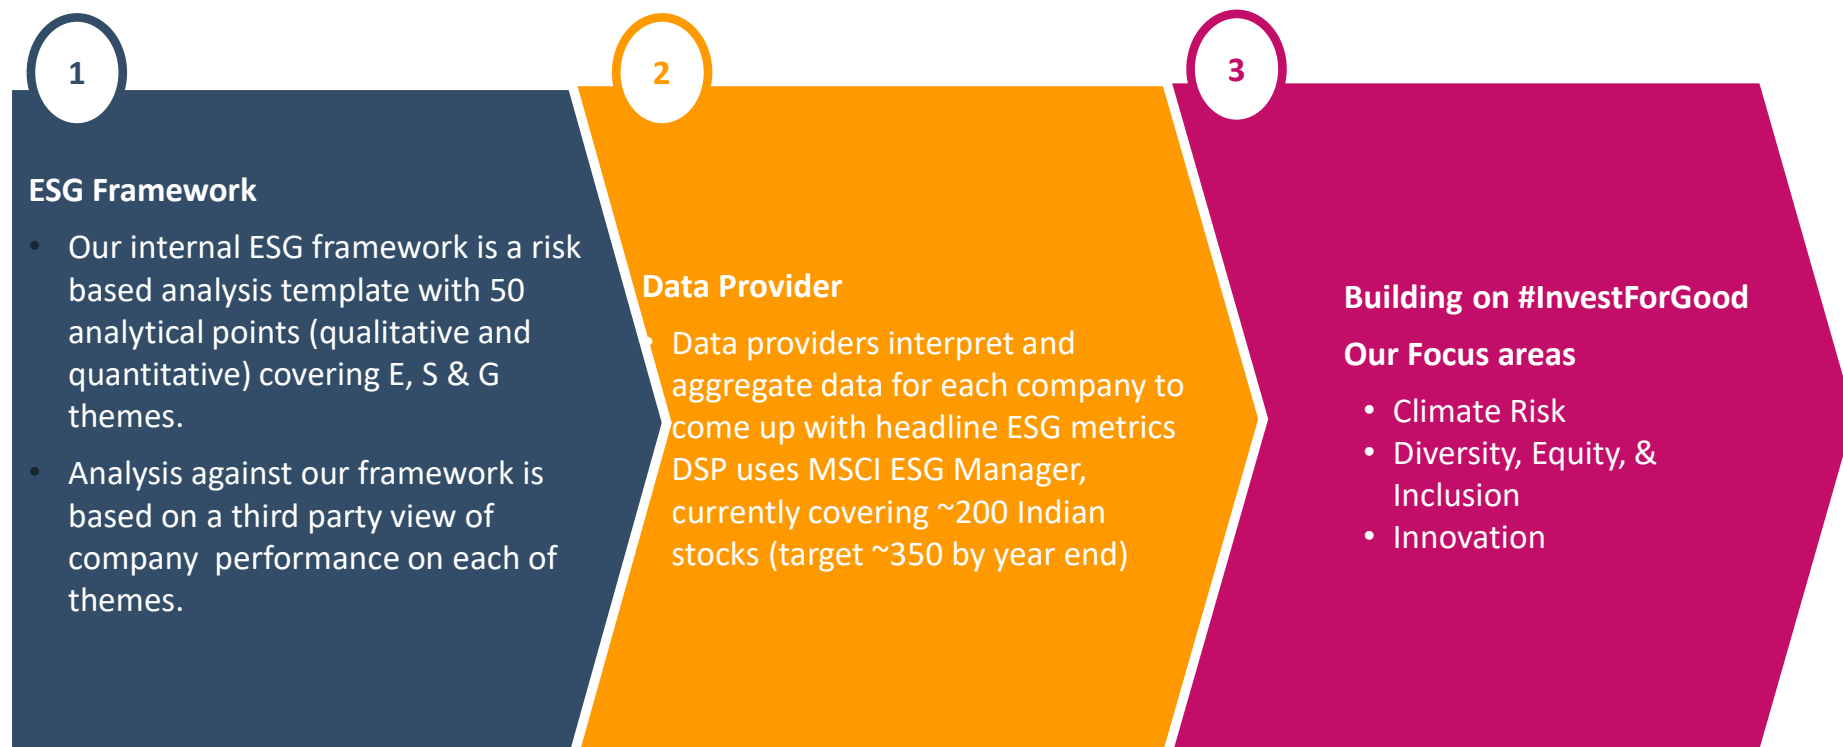 1
ESG Framework
• Our internal ESG framework is a risk
based analysis template with 50
analytical points (qualitative and
quantitative) covering E, S & G
themes.
• Analysis against our framework is
based on a third party view of
company  performance on each of
themes.
2
Data Provider
• Data providers interpret and
aggregate data for each company to
come up with headline ESG metrics
DSP uses MSCI ESG Manager,
currently covering ~200 Indian
stocks (target ~350 by year end)
3
Building on #InvestForGood
Our Focus areas
• Climate Risk
• Diversity, Equity, &
Inclusion
• Innovation